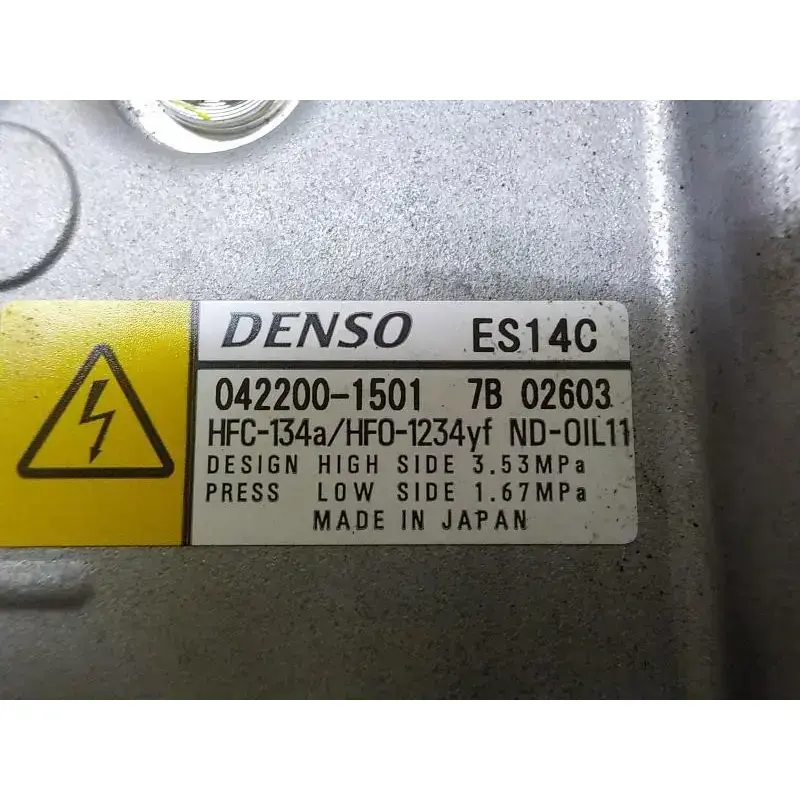 DENSO ES14C
042200-1501 7B 02603
HFC-134a/HFO-1234yf ND-OIL11
DESIGN HIGH SIDE 3.53MPa
PRESS LOW SIDE 1.67MPa
MADE IN JAPAN